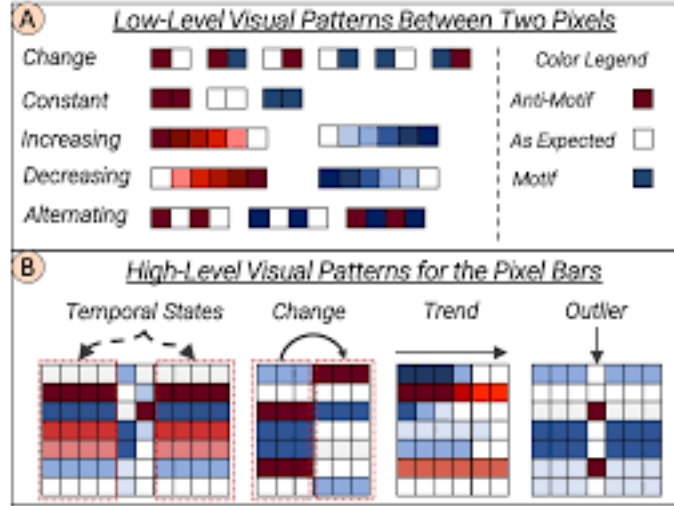 A Low-Level Visual Patterns Between Two Pixels
Change
Color Legend
Constant
Anti-Motif
Increasing
As Expected
Decreasing
Motif
Alternating
B High-Level Visual Patterns for the Pixel Bars
Temporal States Change Trend Outlier